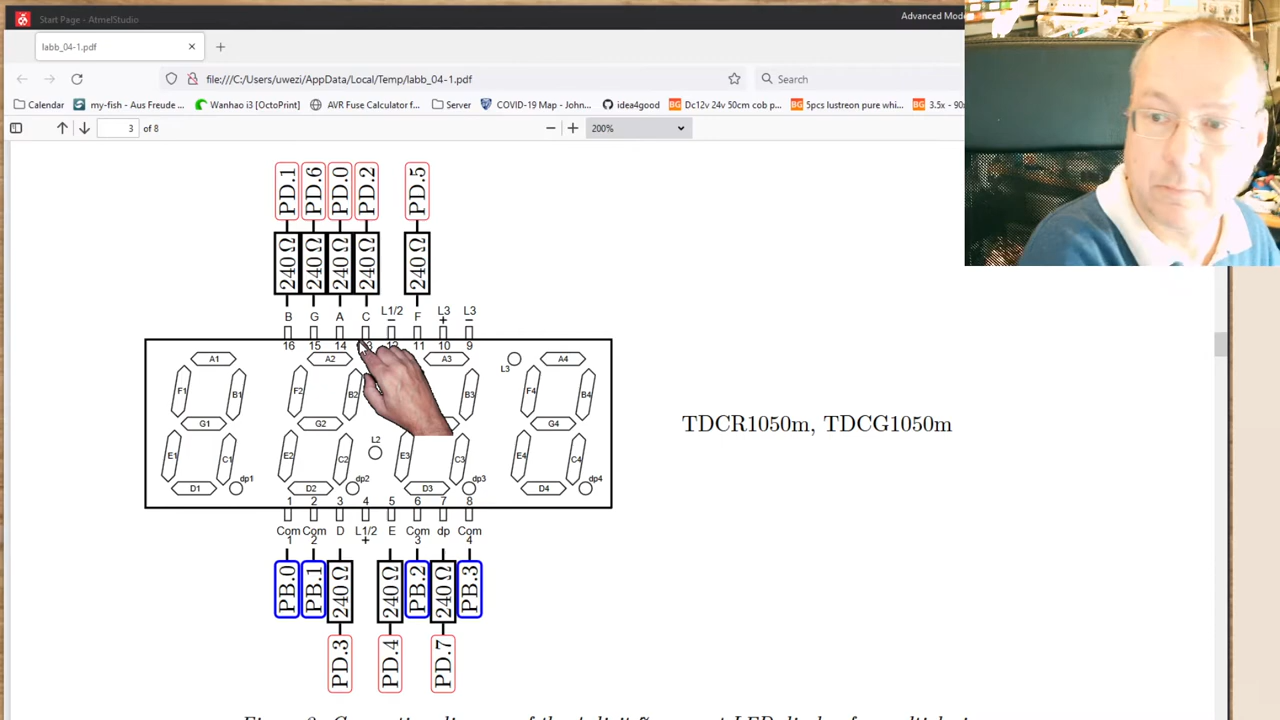 Start Page - AtmelStudio
Advanced Mod
labb_04-1.pdf
file:///C:/Users/uwezi/AppData/Local/Temp/labb_04-1.pdf
Search
Calendar
my-fish - Aus Freude ...
Wanhao i3 [OctoPrint]
AVR Fuse Calculator f...
Server
COVID-19 Map - John...
idea4good
Dc12v 24v 50cm cob p...
5pcs lustreon pure whi...
3.5x - 90
3 of 8
200%
PD.1 PD.6 PD.0 PD.2 PD.5
240Ω 240Ω 240Ω 240Ω 240Ω
B G A C L1/2 − F L3 + L3 −
16 15 14 11 10 9
A1 A2 A3 A4
L3
F1 B1 F2 B2 B3 F4 B4
G1 G2 G4
L2
E1 C1 E2 C2 E3 C3 E4 C4
dp1 dp2 dp3 dp4
D1 D2 D3 D4
1 2 3 4 5 6 7 8
Com 1 Com 2 D L1/2 + E Com 3 dp Com 4
PB.0 PB.1 240Ω 240Ω PB.2 240Ω PB.3
PD.3 PD.4 PD.7
TDCR1050m, TDCG1050m